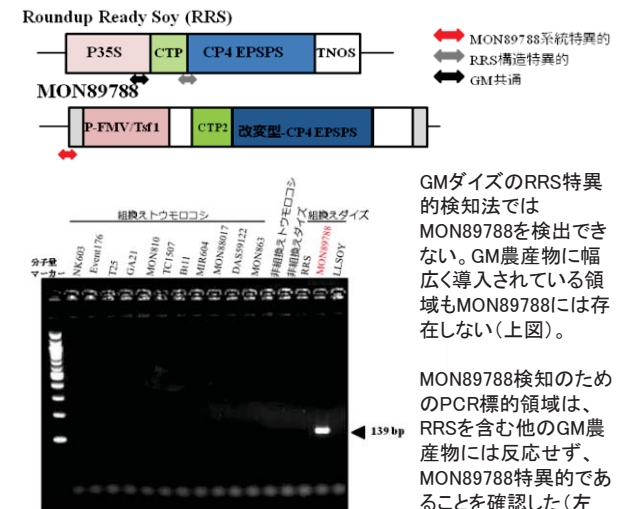 Roundup Ready Soy (RRS)
P35S CTP CP4 EPSPS TNOS
MON89788系統特異的
RRS構造特異的
GM共通
MON89788
P-FMV/Tsf1 CTP2 改変型-CP4 EPSPS
組換えトウモロコシ
組換えダイズ
分子量
マーカー
NK603
Event176
T25
GA21
MON810
TC1507
Bt11
MIR604
MON88017
DAS59122
MON863
非組換えトウモロコシ
非組換えダイズ
RRS
MON89788
LLSOY
139 bp
GMダイズのRRS特異
的検知法では
MON89788を検出でき
ない。GM農産物に幅
広く導入されている領
域もMON89788には存
在しない(上図)。
MON89788検知のため
のPCR標的領域は、
RRSを含む他のGM農
産物には反応せず、
MON89788特異的であ
ることを確認した(左